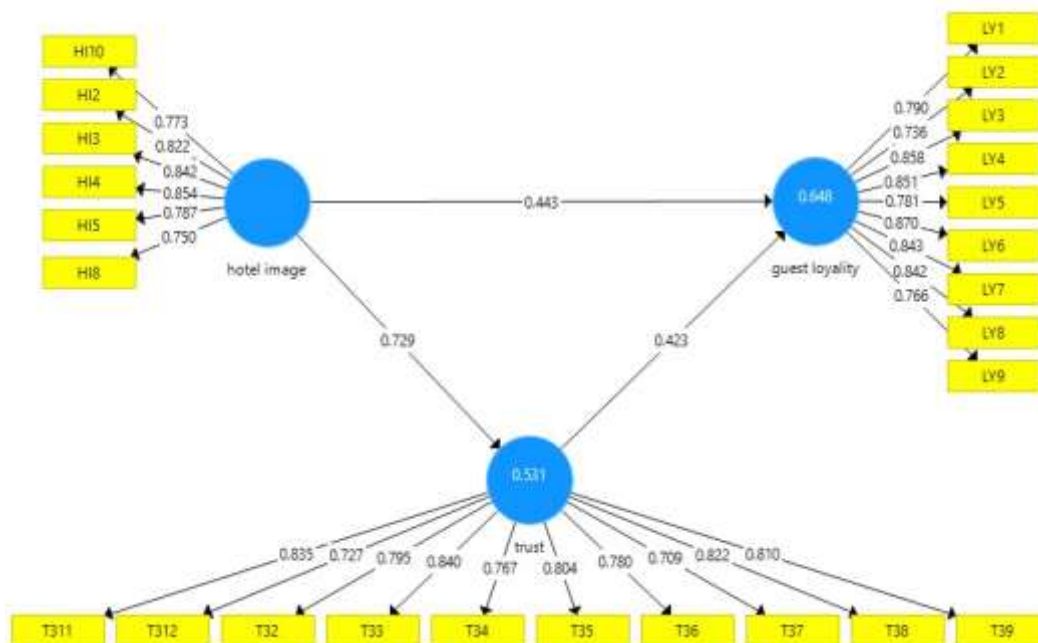 HI10
HI2
HI3
HI4
HI5
HI8
0.773
0.822
0.842
0.854
0.787
0.750
hotel image
0.443
0.729
0.423
0.648
guest loyality
0.790
0.736
0.858
0.851
0.781
0.870
0.843
0.842
0.766
LY1
LY2
LY3
LY4
LY5
LY6
LY7
LY8
LY9
0.531
trust
0.835
0.727
0.795
0.840
0.767
0.804
0.780
0.709
0.822
0.810
T311
T312
T32
T33
T34
T35
T36
T37
T38
T39